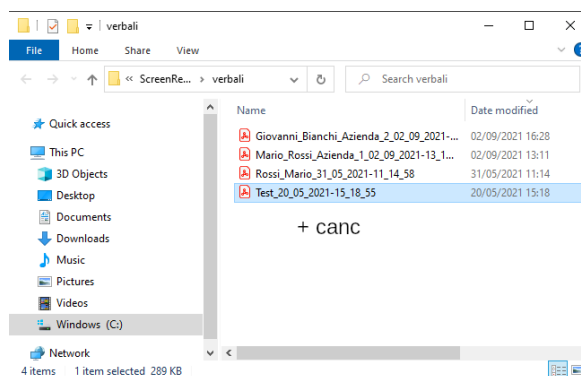 verbali
File Home Share View
« ScreenRe... › verbali Search verbali
Name Date modified
Quick access
This PC
3D Objects
Desktop
Documents
Downloads
Music
Pictures
Videos
Windows (C:)
Network
Giovanni_Bianchi_Azienda_2_02_09_2021-... 02/09/2021 16:28
Mario_Rossi_Azienda_1_02_09_2021-13_1... 02/09/2021 13:11
Rossi_Mario_31_05_2021-11_14_58 31/05/2021 11:14
Test_20_05_2021-15_18_55 20/05/2021 15:18
+ canc
4 items 1 item selected 289 KB